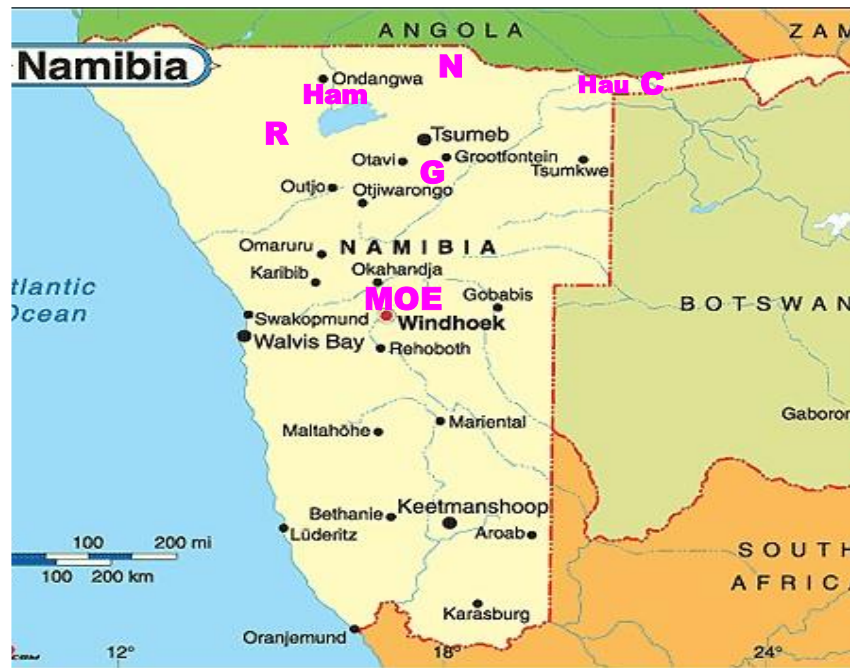 ANGOLA
ZAM
Namibia
N
Ondangwa
Hau C
Ham
R
Tsumeb
Otavi
Grootfontein
Tsumkwe
G
Outjo
Otjiwarongo
Omaruru
NAMIBIA
Karibib
Okahandja
tlantic
Ocean
MOE
Gobabis
BOTSWAN
Swakopmund
Windhoek
Walvis Bay
Rehoboth
Gaboron
Maltahöhe
Mariental
Bethanie
Keetmanshoop
Lüderitz
Aroab
100 200 mi
100 200 km
SOUTH
AFRICA
Karasburg
Oranjemund
12° 18° 24°